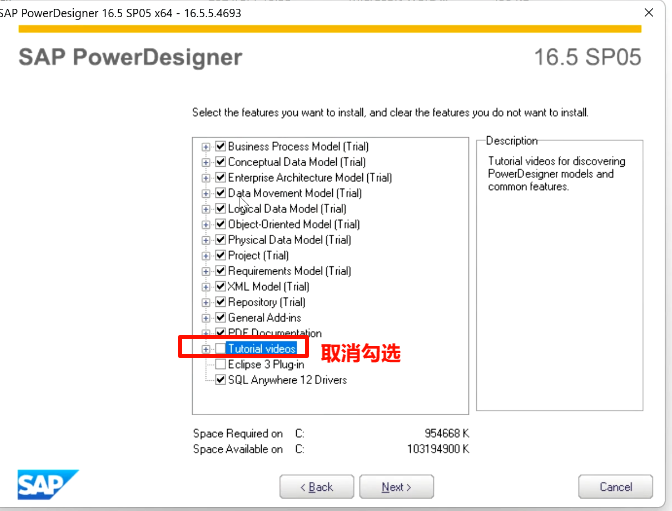 SAP PowerDesigner 16.5 SP05 x64 - 16.5.5.4693
SAP PowerDesigner
16.5 SP05
Select the features you want to install, and clear the features you do not want to install.
Business Process Model (Trial)
Conceptual Data Model (Trial)
Enterprise Architecture Model (Trial)
Data Movement Model (Trial)
Logical Data Model (Trial)
Object-Oriented Model (Trial)
Physical Data Model (Trial)
Project (Trial)
Requirements Model (Trial)
XML Model (Trial)
Repository (Trial)
General Add-ins
PDF Documentation
Tutorial videos
取消勾选
Eclipse 3 Plug-in
SQL Anywhere 12 Drivers
Description
Tutorial videos for discovering
PowerDesigner models and
common features.
Space Required on C: 954668 K
Space Available on C: 103194900 K
SAP
< Back
Next >
Cancel